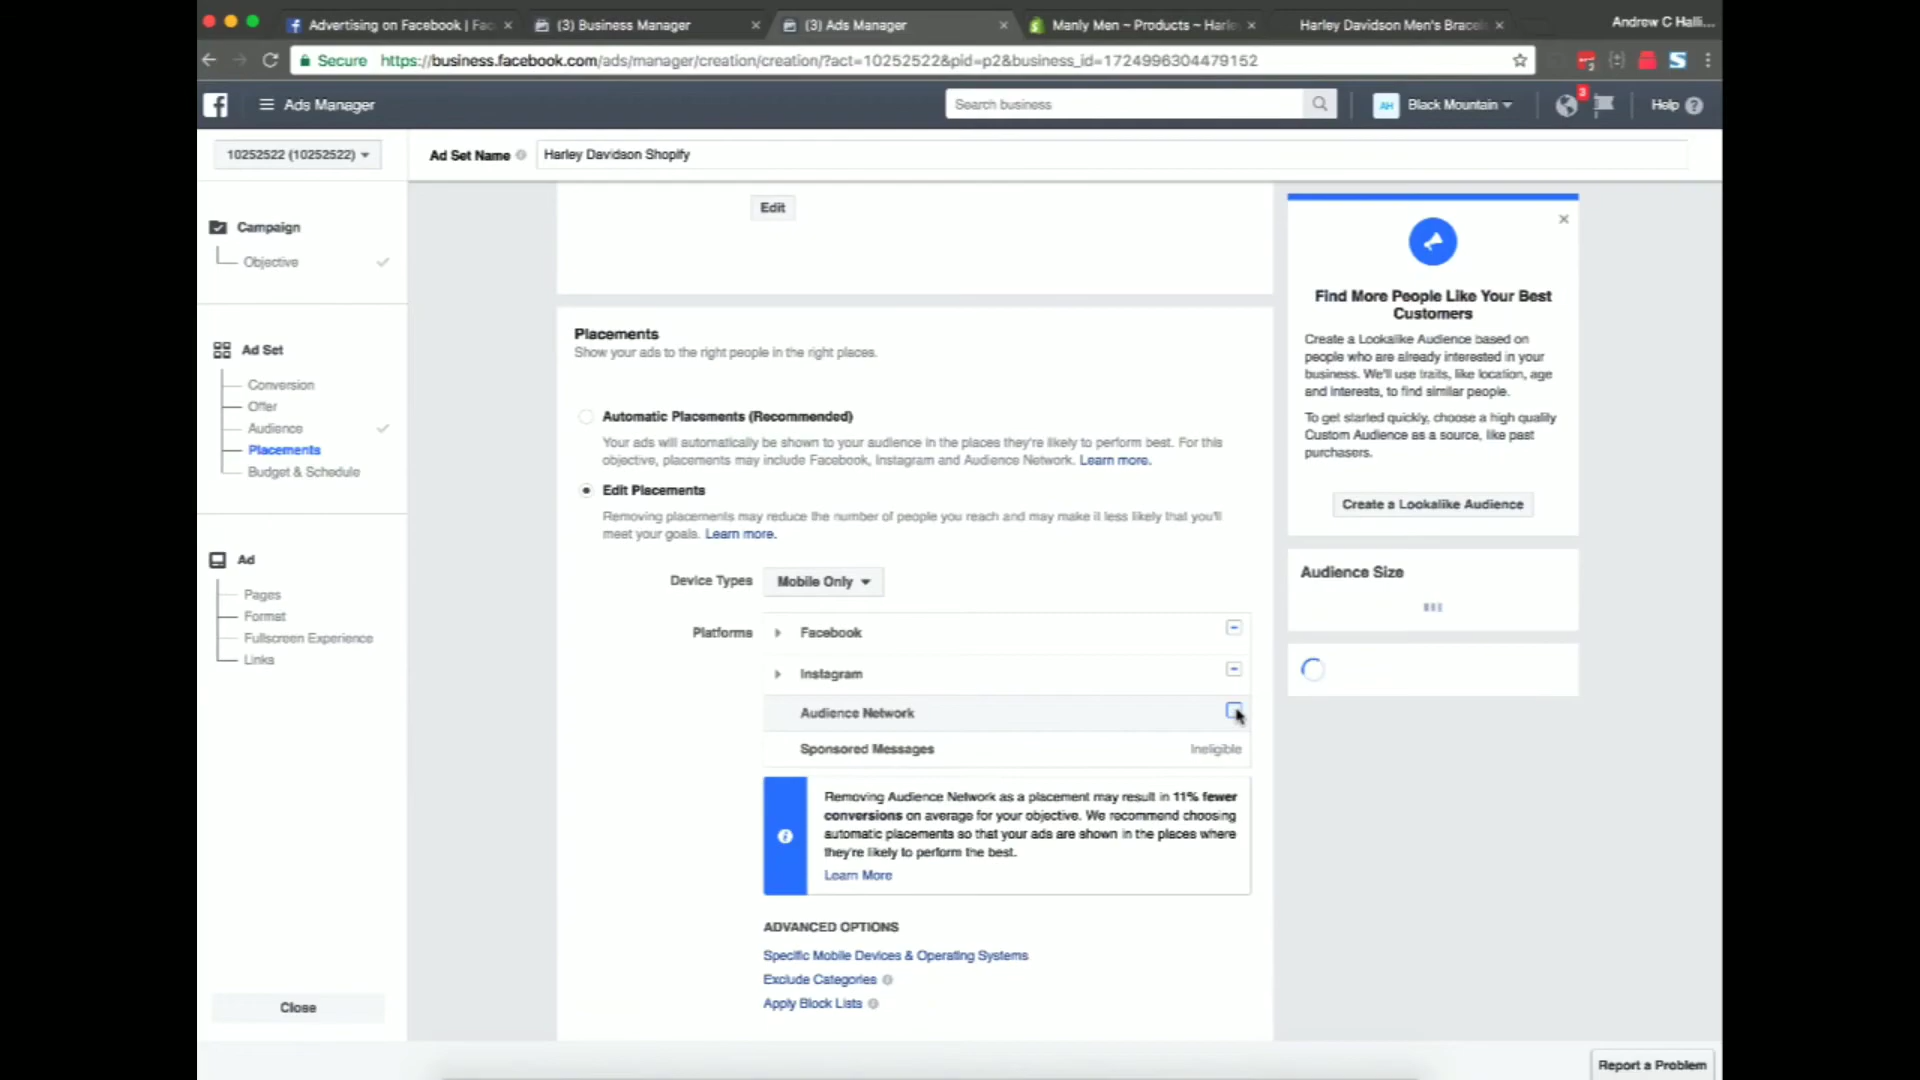 Advertising on Facebook | Fac
(3) Business Manager
(3) Ads Manager
Manly Men ~ Products ~ Harle
Harley Davidson Men's Bracel
Andrew C Halli...
Secure https://business.facebook.com/ads/manager/creation/creation/?act=10252522&pid=p2&business_id=1724996304479152
Ads Manager
Search business
AH
Black Mountain
3
Help
10252522 (10252522)
Ad Set Name
Harley Davidson Shopify
Campaign
Objective
Ad Set
Conversion
Offer
Audience
Placements
Budget & Schedule
Ad
Pages
Format
Fullscreen Experience
Links
Close
Edit
Placements
Show your ads to the right people in the right places.
Automatic Placements (Recommended)
Your ads will automatically be shown to your audience in the places they're likely to perform best. For this
objective, placements may include Facebook, Instagram and Audience Network. Learn more.
Edit Placements
Removing placements may reduce the number of people you reach and may make it less likely that you'll
meet your goals. Learn more.
Device Types
Mobile Only
Platforms
Facebook
Instagram
Audience Network
Sponsored Messages
Ineligible
Removing Audience Network as a placement may result in 11% fewer
conversions on average for your objective. We recommend choosing
automatic placements so that your ads are shown in the places where
they're likely to perform the best.
Learn More
ADVANCED OPTIONS
Specific Mobile Devices & Operating Systems
Exclude Categories
Apply Block Lists
Find More People Like Your Best
Customers
Create a Lookalike Audience based on
people who are already interested in your
business. We'll use traits, like location, age
and interests, to find similar people.
To get started quickly, choose a high quality
Custom Audience as a source, like past
purchasers.
Create a Lookalike Audience
Audience Size
Report a Problem